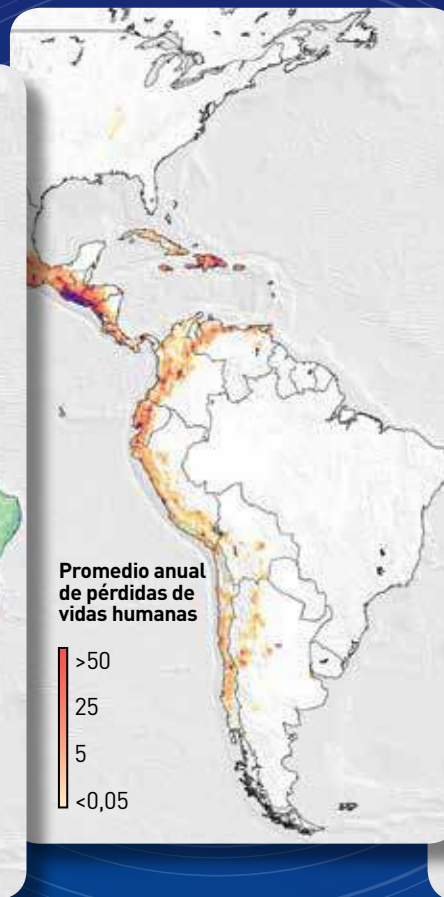 Promedio anual
de pérdidas de
vidas humanas
>50
25
5
<0,05